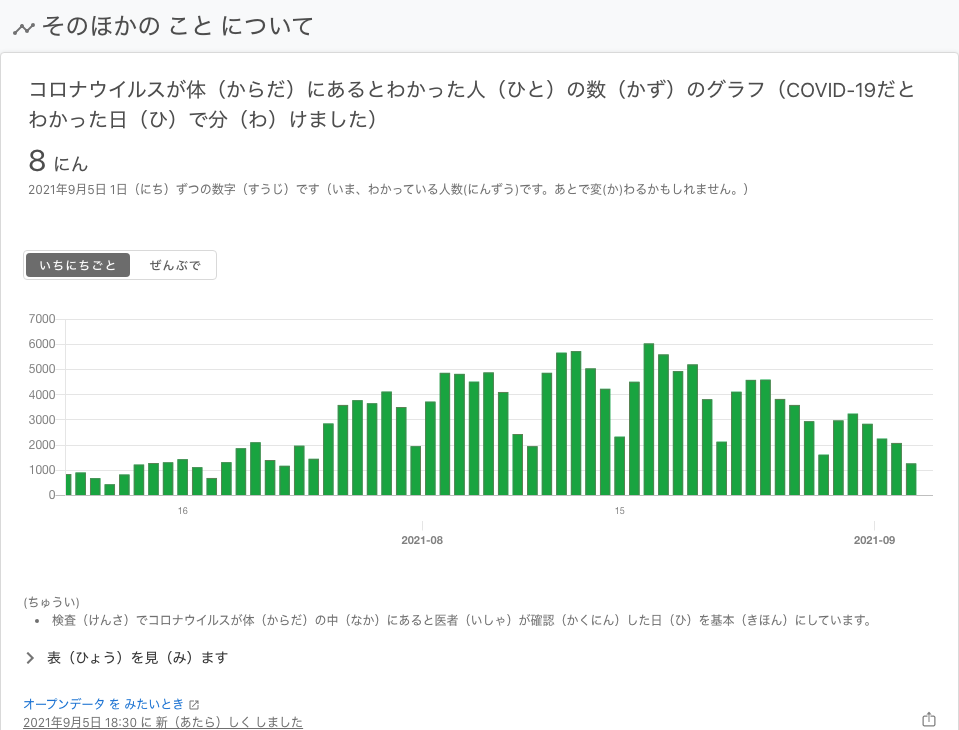 そのほかの こと について
コロナウイルスが体（からだ）にあるとわかった人（ひと）の数（かず）のグラフ（COVID-19だと
わかった日（ひ）で分（わ）けました）
8 にん
2021年9月5日 1日（にち）ずつの数字（すうじ）です（いま、わかっている人数(にんずう)です。あとで変(か)わるかもしれません。）
いちにちごと ぜんぶで
7000
6000
5000
4000
3000
2000
1000
0
16 15
2021-08 2021-09
(ちゅうい)
• 検査（けんさ）でコロナウイルスが体（からだ）の中（なか）にあると医者（いしゃ）が確認（かくにん）した日（ひ）を基本（きほん）にしています。
表（ひょう）を見（み）ます
オープンデータ を みたいとき
2021年9月5日 18:30 に 新（あたら）しく しました